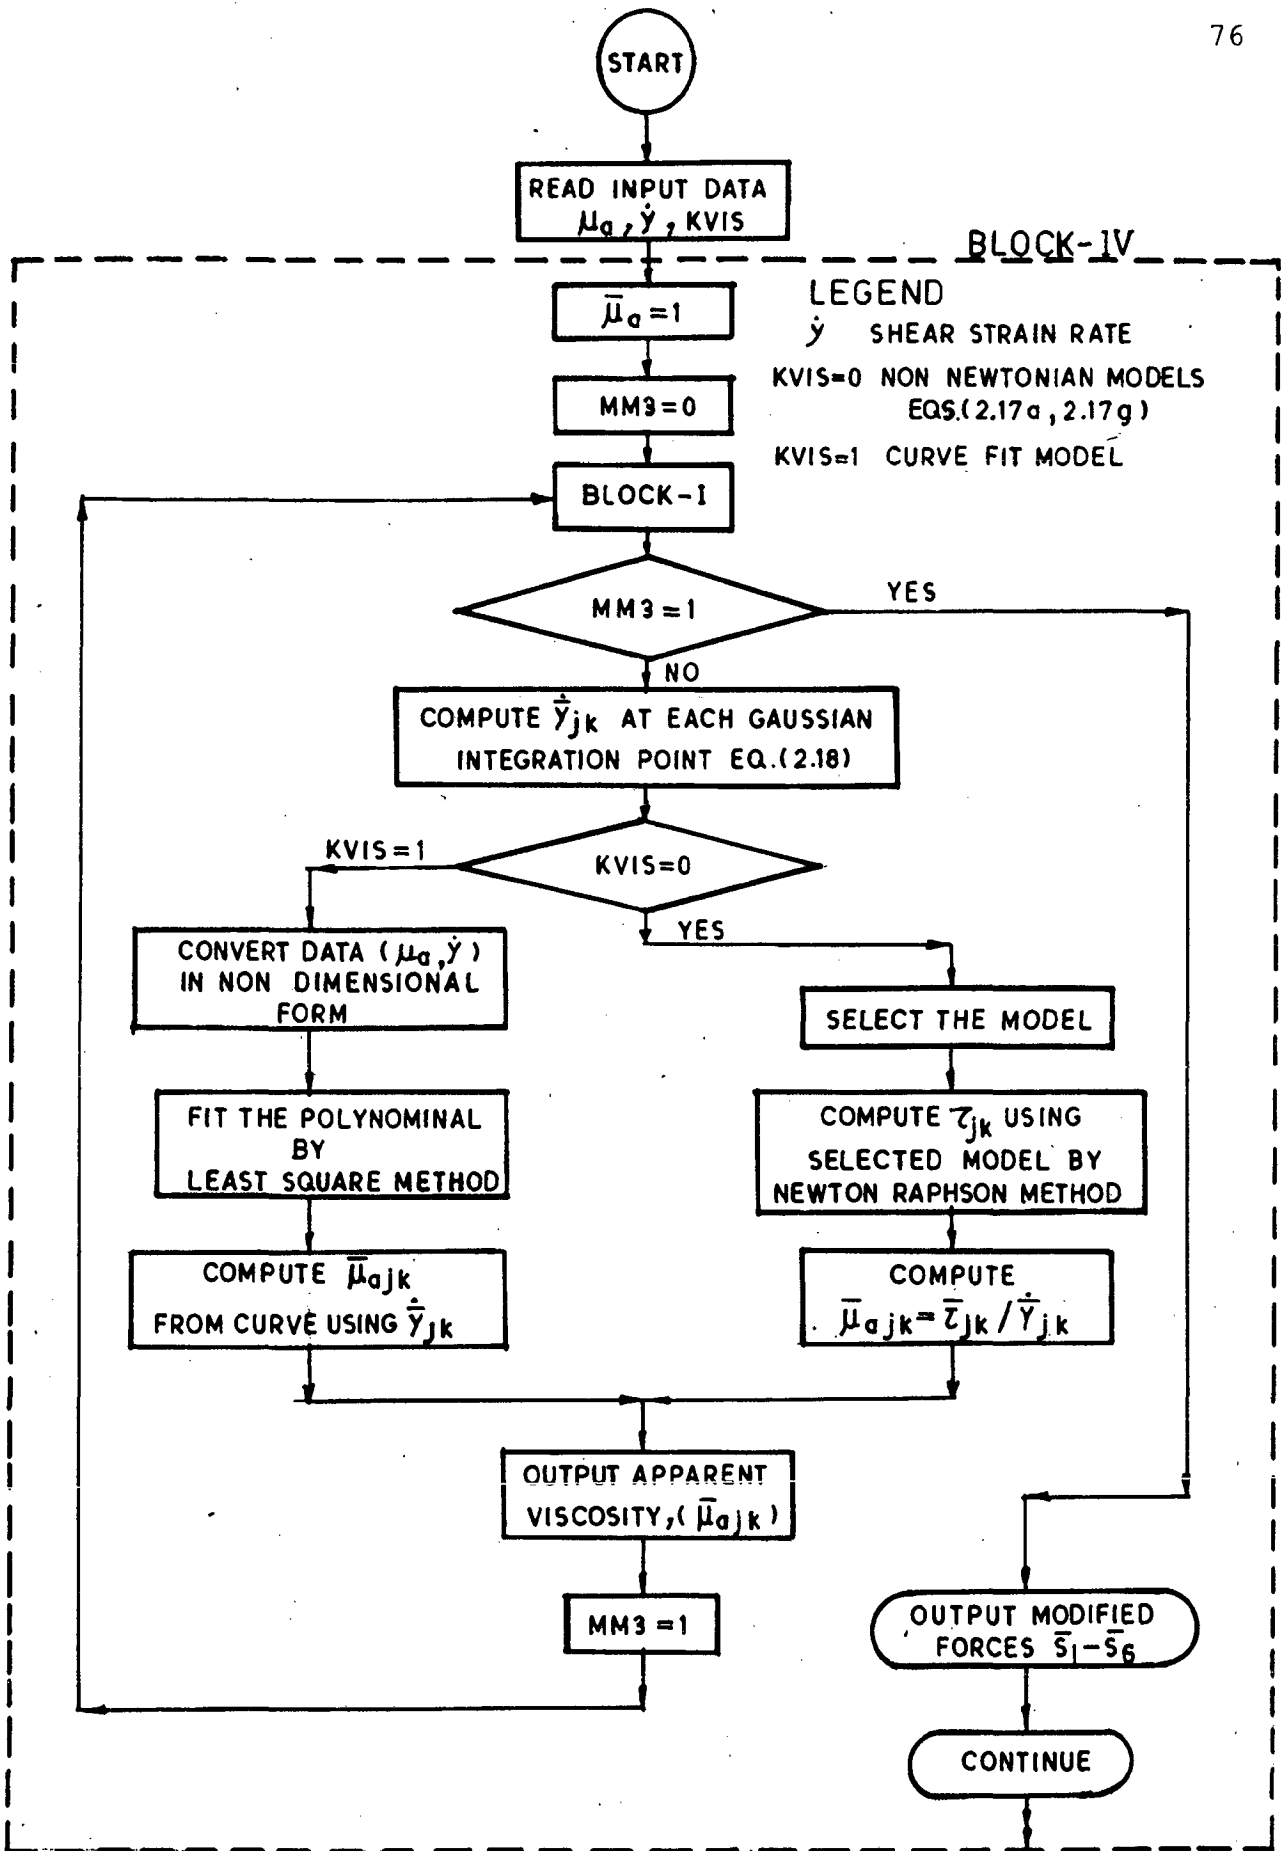 76
START
READ INPUT DATA
μa, ẏ, KVIS
BLOCK-IV
μ̄a=1
LEGEND
ẏ SHEAR STRAIN RATE
KVIS=0 NON NEWTONIAN MODELS
EQS.(2.17a, 2.17g)
KVIS=1 CURVE FIT MODEL
MM3=0
BLOCK-I
MM3=1
YES
NO
COMPUTE ẏ̄jk AT EACH GAUSSIAN
INTEGRATION POINT EQ.(2.18)
KVIS=0
KVIS=1
YES
CONVERT DATA (μa,ẏ)
IN NON DIMENSIONAL
FORM
SELECT THE MODEL
FIT THE POLYNOMINAL
BY
LEAST SQUARE METHOD
COMPUTE τjk USING
SELECTED MODEL BY
NEWTON RAPHSON METHOD
COMPUTE μ̄ajk
FROM CURVE USING ẏ̄jk
COMPUTE
μ̄ajk=τ̄jk/ẏ̄jk
OUTPUT APPARENT
VISCOSITY,(μ̄ajk)
MM3=1
OUTPUT MODIFIED
FORCES S̄1-S̄6
CONTINUE